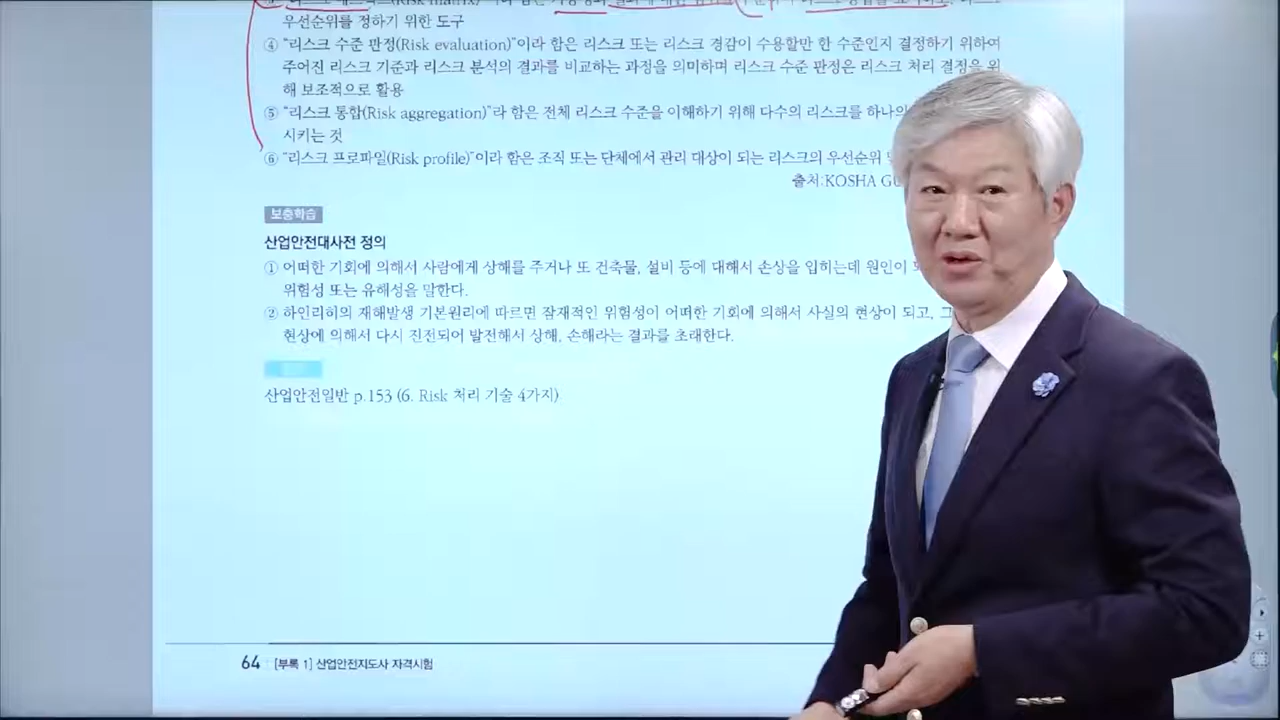 우선순위를 정하기 위한 도구
④ “리스크 수준 판정(Risk evaluation)”이라 함은 리스크 또는 리스크 경감이 수용할만 한 수준인지 결정하기 위하여
주어진 리스크 기준과 리스크 분석의 결과를 비교하는 과정을 의미하며 리스크 수준 판정은 리스크 처리 결정을 위
해 보조적으로 활용
⑤ “리스크 통합(Risk aggregation)”라 함은 전체 리스크 수준을 이해하기 위해 다수의 리스크를 하나의
시키는 것
⑥ “리스크 프로파일(Risk profile)”이라 함은 조직 또는 단체에서 관리 대상이 되는 리스크의 우선순위
출처:KOSHA
보충학습
산업안전대사전 정의
① 어떠한 기회에 의해서 사람에게 상해를 주거나 또 건축물, 설비 등에 대해서 손상을 입히는데 원인이
위험성 또는 유해성을 말한다.
② 하인리히의 재해발생 기본원리에 따르면 잠재적인 위험성이 어떠한 기회에 의해서 사실의 현상이 되고, 그
현상에 의해서 다시 진전되어 발전해서 상해, 손해라는 결과를 초래한다.
산업안전일반 p.153 (6. Risk 처리 기술 4가지)
64 [부록 1] 산업안전지도사 자격시험